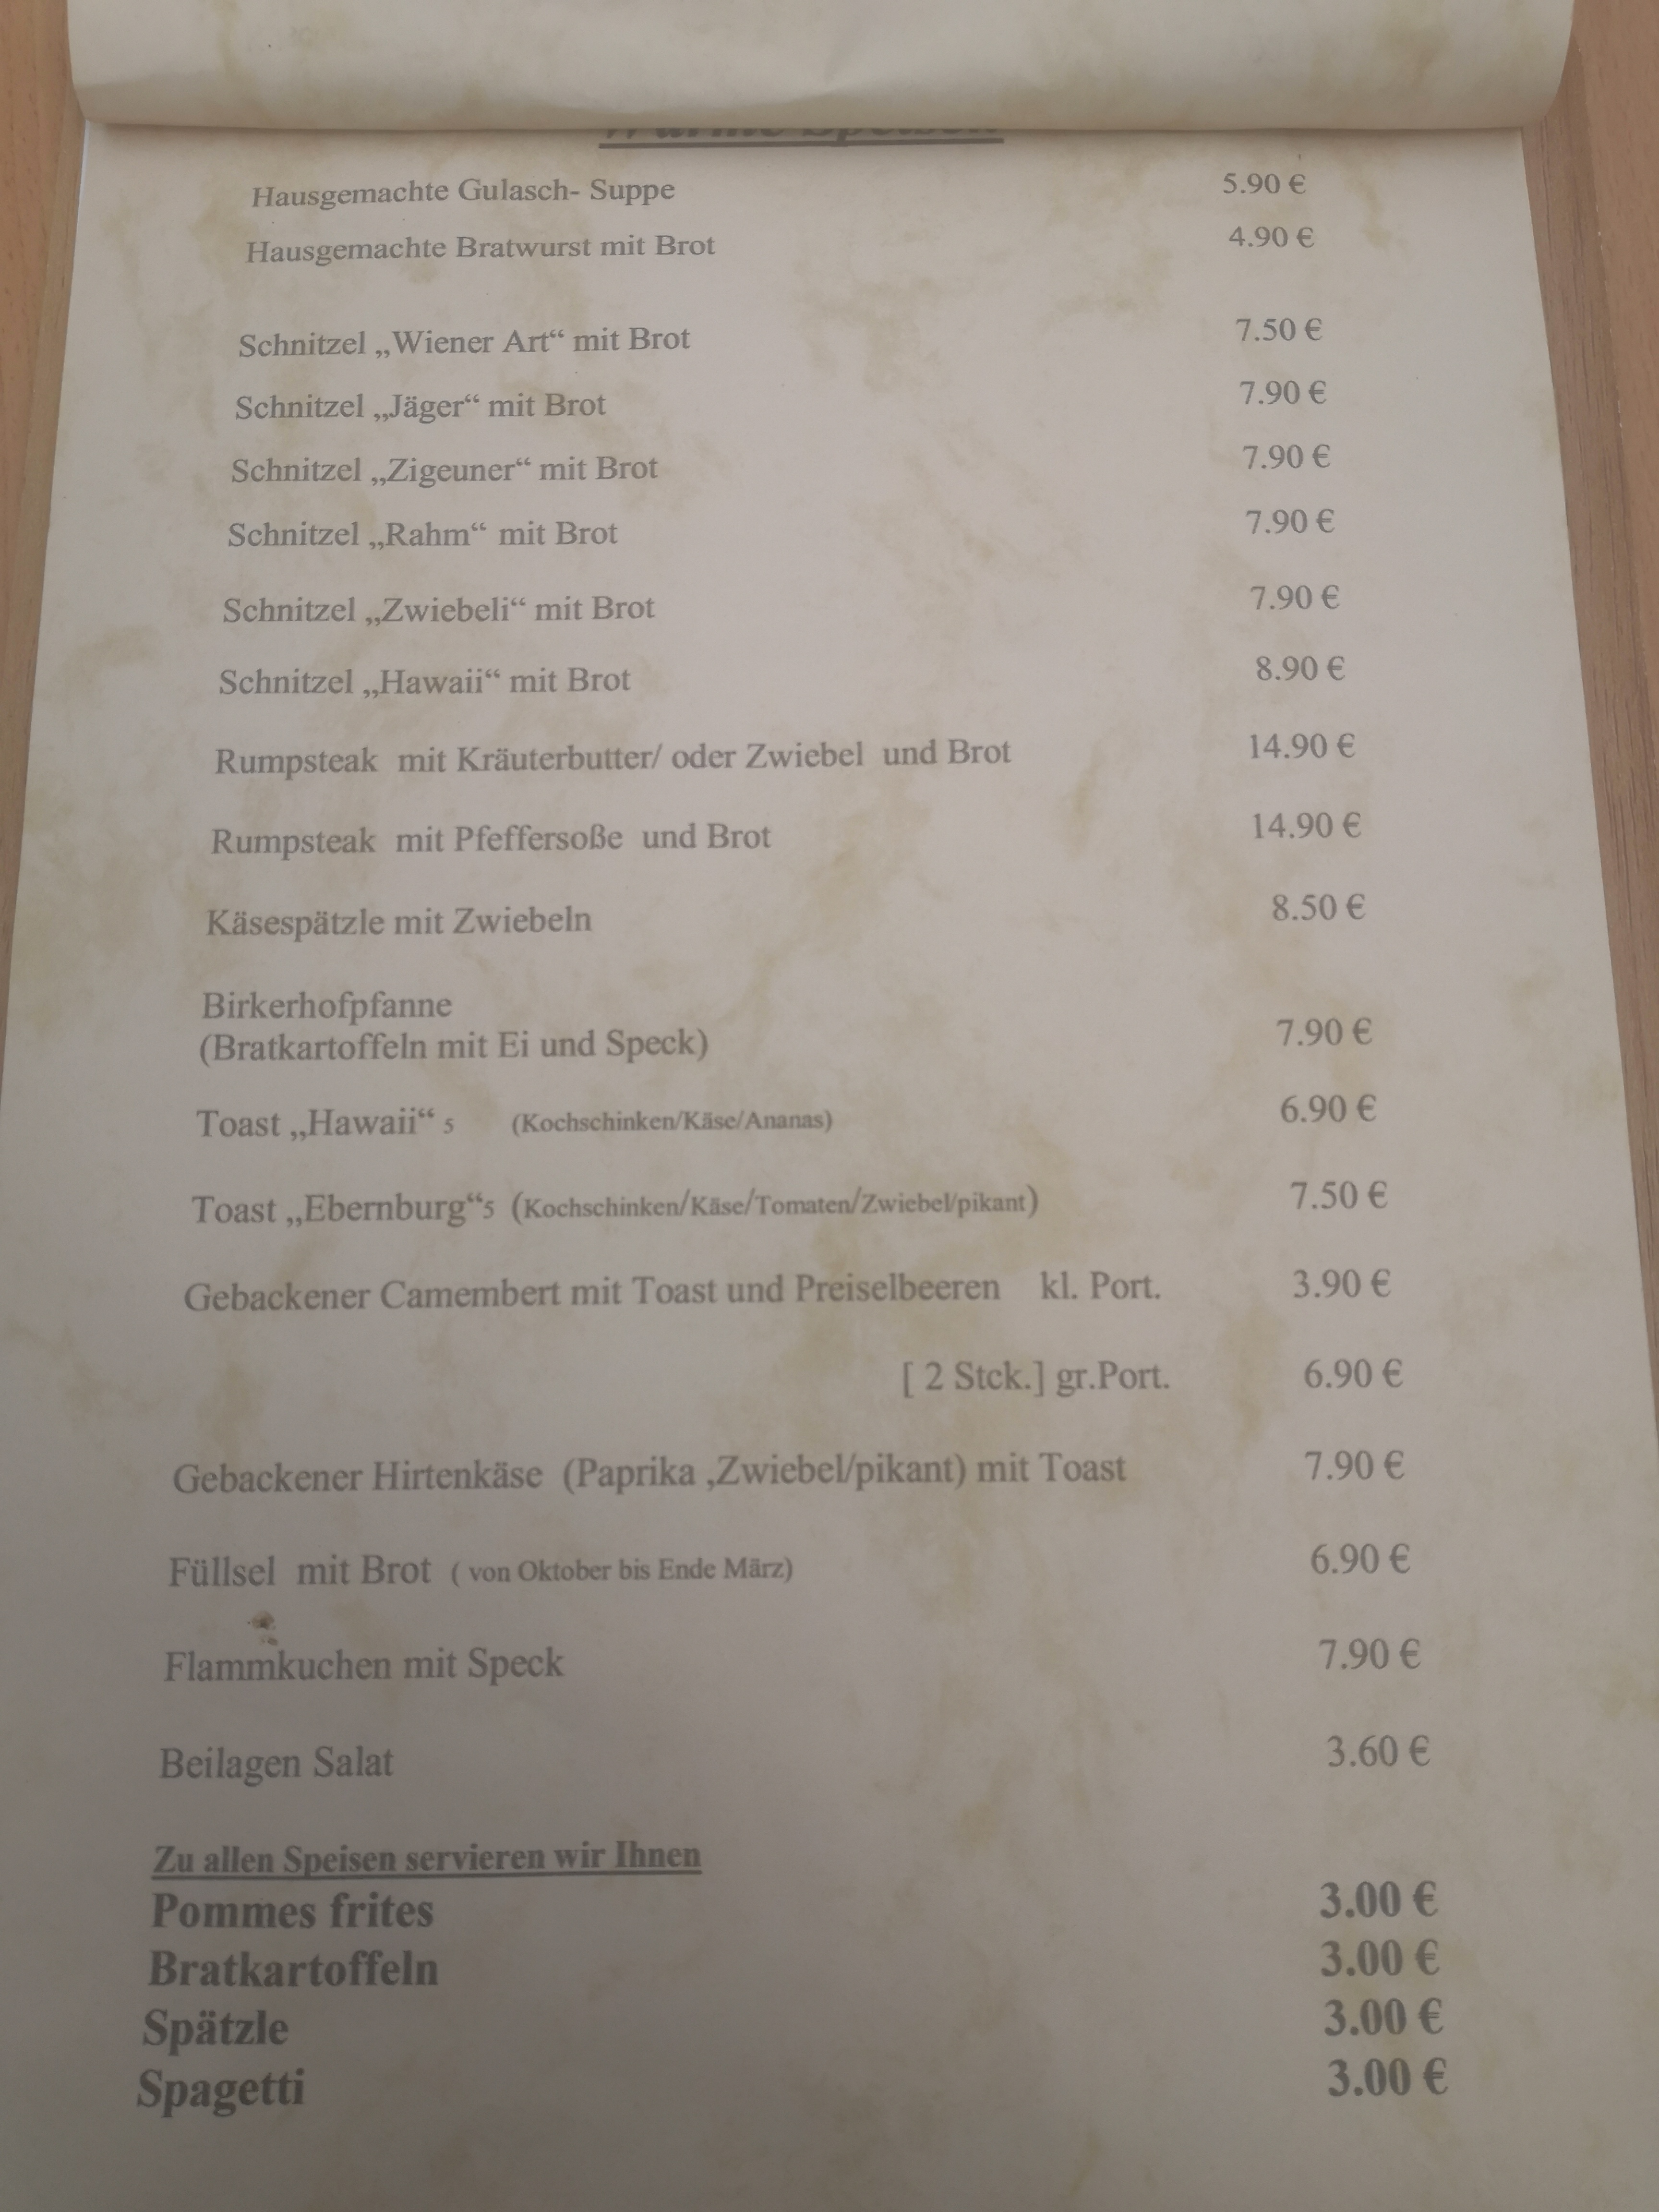 Warme Speisen
Hausgemachte Gulasch- Suppe 5.90 €
Hausgemachte Bratwurst mit Brot 4.90 €
Schnitzel „Wiener Art“ mit Brot 7.50 €
Schnitzel „Jäger“ mit Brot 7.90 €
Schnitzel „Zigeuner“ mit Brot 7.90 €
Schnitzel „Rahm“ mit Brot 7.90 €
Schnitzel „Zwiebeli“ mit Brot 7.90 €
Schnitzel „Hawaii“ mit Brot 8.90 €
Rumpsteak mit Kräuterbutter/ oder Zwiebel und Brot 14.90 €
Rumpsteak mit Pfeffersoße und Brot 14.90 €
Käsespätzle mit Zwiebeln 8.50 €
Birkerhofpfanne
(Bratkartoffeln mit Ei und Speck) 7.90 €
Toast „Hawaii“ 5 (Kochschinken/Käse/Ananas) 6.90 €
Toast „Ebernburg“5 (Kochschinken/Käse/Tomaten/Zwiebel/pikant) 7.50 €
Gebackener Camembert mit Toast und Preiselbeeren kl. Port. 3.90 €
[ 2 Stck.] gr.Port. 6.90 €
Gebackener Hirtenkäse (Paprika ,Zwiebel/pikant) mit Toast 7.90 €
Füllsel mit Brot ( von Oktober bis Ende März) 6.90 €
Flammkuchen mit Speck 7.90 €
Beilagen Salat 3.60 €
Zu allen Speisen servieren wir Ihnen
Pommes frites 3.00 €
Bratkartoffeln 3.00 €
Spätzle 3.00 €
Spagetti 3.00 €